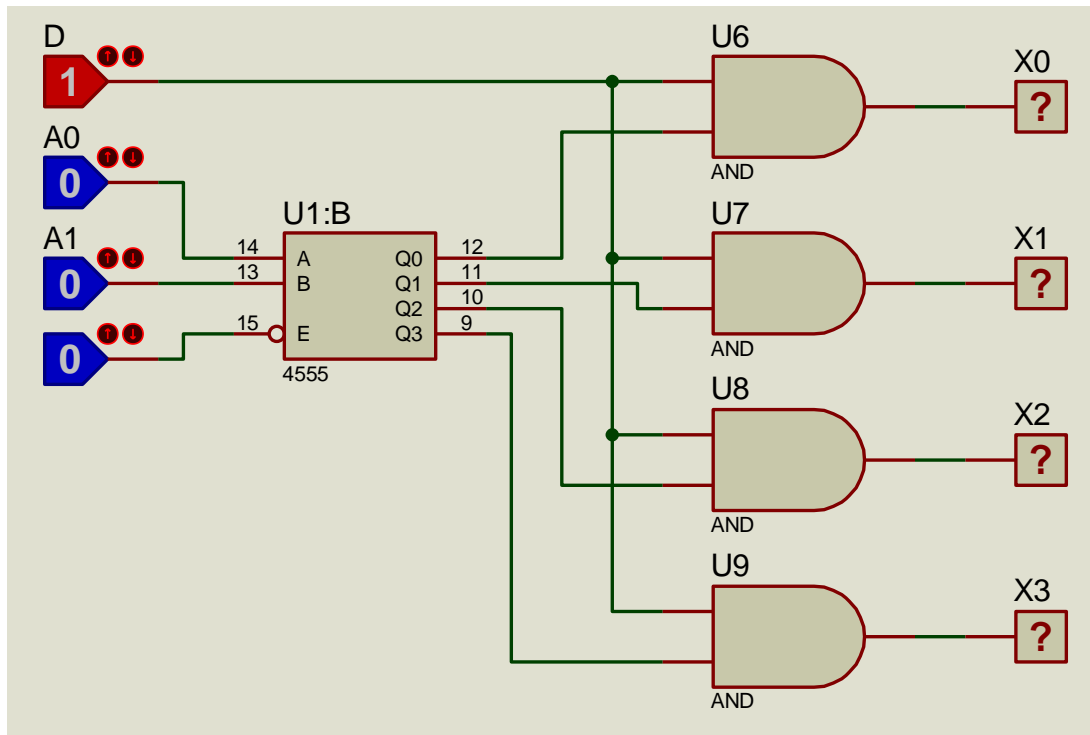 D
1
A0
0
A1
0
0
U1:B
14
13
15
A
B
E
Q0
Q1
Q2
Q3
12
11
10
9
4555
U6
AND
X0
?
U7
AND
X1
?
U8
AND
X2
?
U9
AND
X3
?